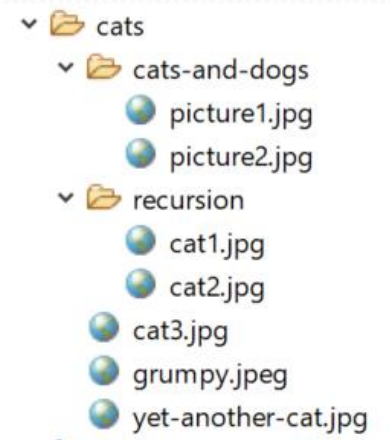 cats
cats-and-dogs
picture1.jpg
picture2.jpg
recursion
cat1.jpg
cat2.jpg
cat3.jpg
grumpy.jpeg
yet-another-cat.jpg